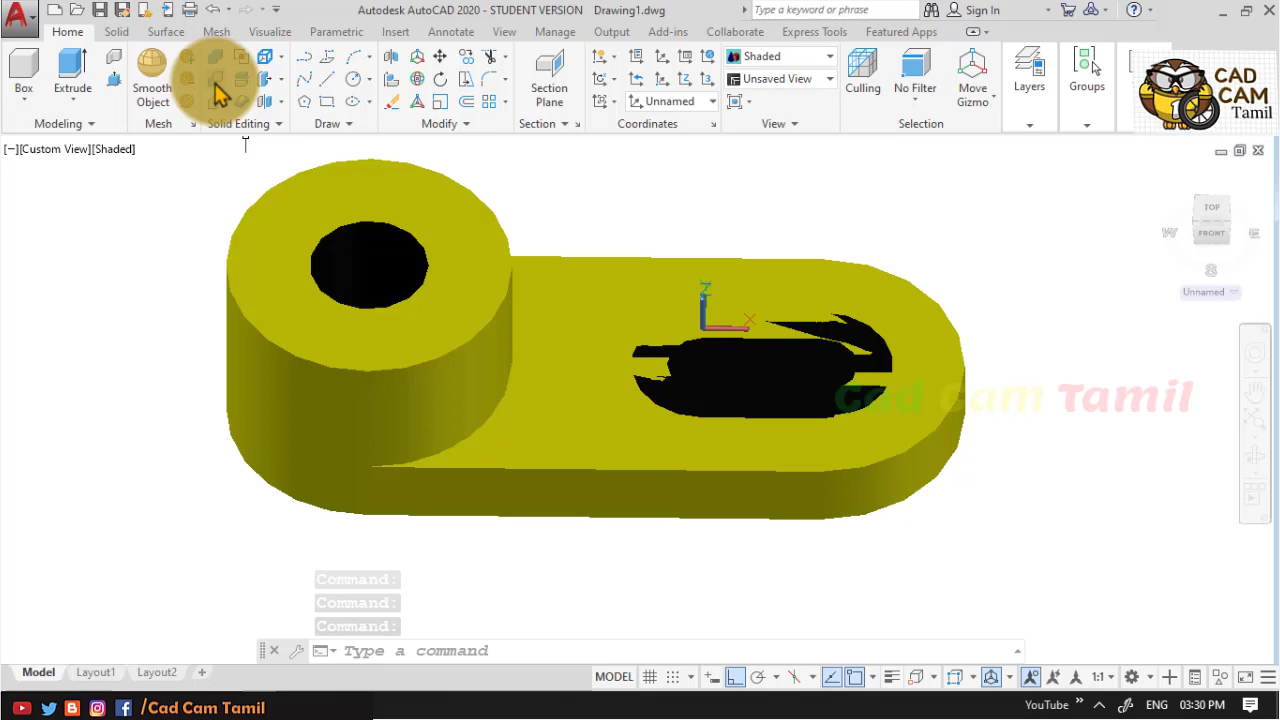 A Autodesk AutoCAD 2020 - STUDENT VERSION Drawing1.dwg Type a keyword or phrase Sign In
Home Solid Surface Mesh Visualize Parametric Insert Annotate View Manage Output Add-ins Collaborate Express Tools Featured Apps
Box Extrude Smooth Object Section Plane Shaded Unsaved View Unnamed Culling No Filter Move Gizmo Layers Groups
Modeling Mesh Solid Editing Draw Modify Section Coordinates View Selection
CAD
CAM
Tamil
[−][Custom View][Shaded]
TOP
W FRONT E
S
Unnamed
Z
X
Cad Cam Tamil
Command:
Command:
Command:
Type a command
Model Layout1 Layout2 +
MODEL 1:1
/Cad Cam Tamil YouTube ENG 03:30 PM